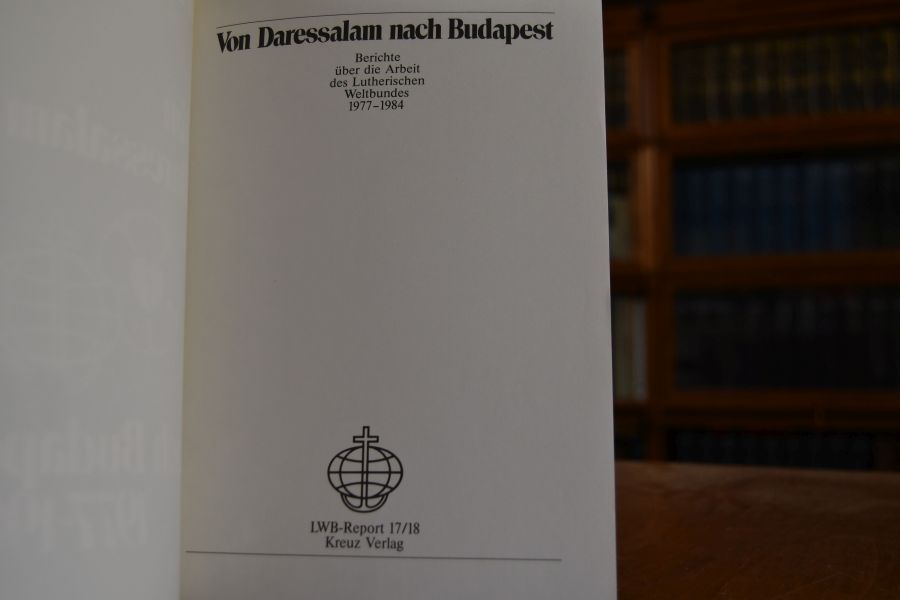 Von Daressalam nach Budapest
Berichte
über die Arbeit
des Lutherischen
Weltbundes
1977–1984
LWB-Report 17/18
Kreuz Verlag